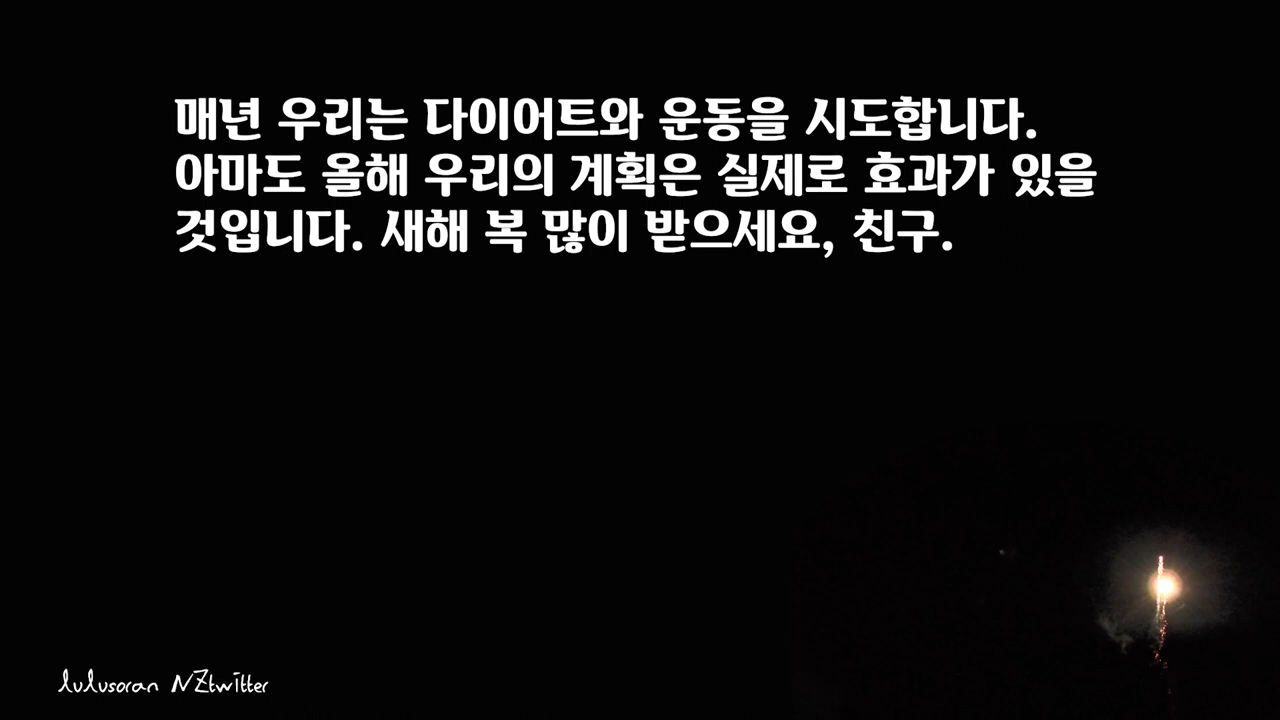 매년 우리는 다이어트와 운동을 시도합니다.
아마도 올해 우리의 계획은 실제로 효과가 있을
것입니다. 새해 복 많이 받으세요, 친구.
lulusoran NZtwitter